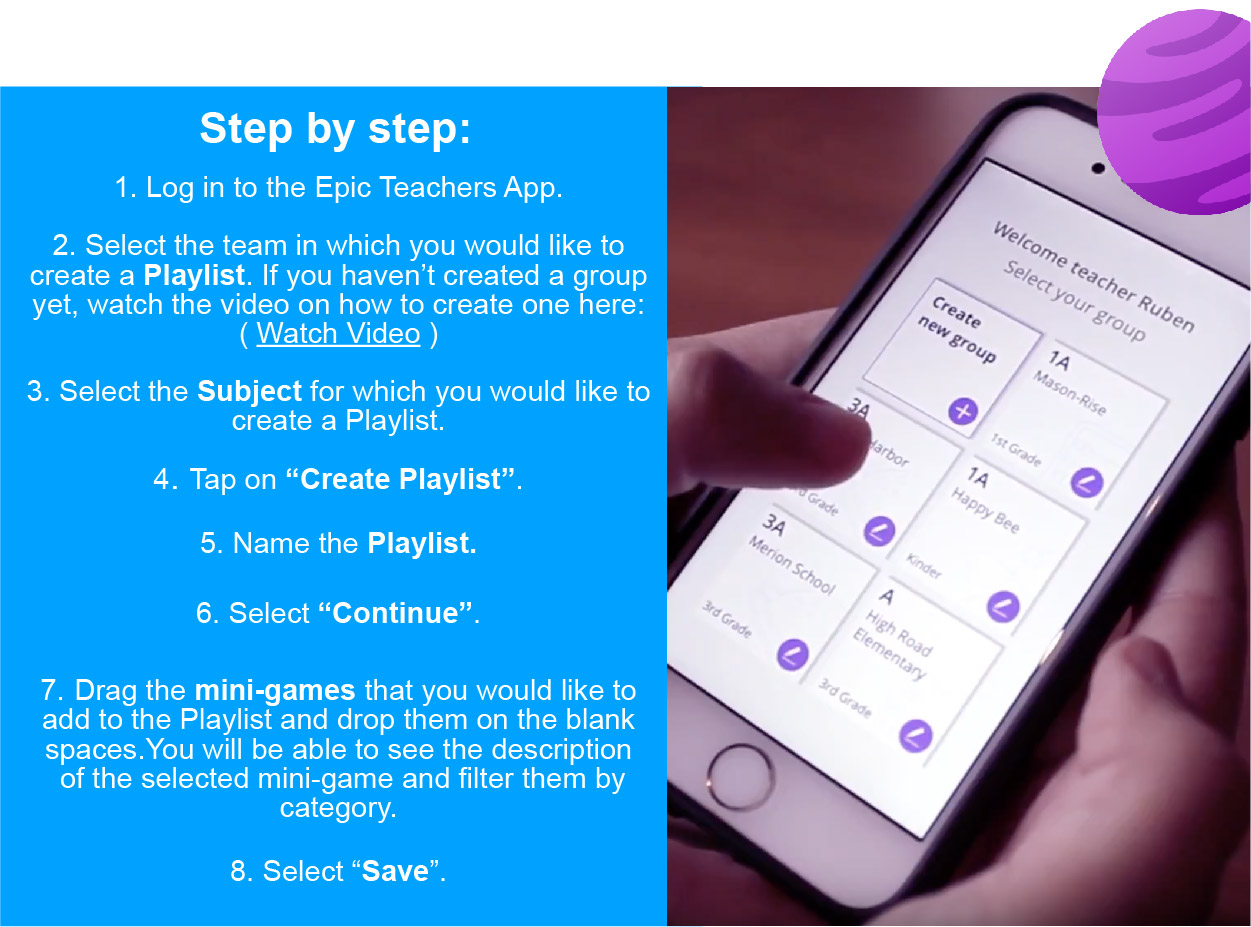 Step by step:
1. Log in to the Epic Teachers App.
2. Select the team in which you would like to
create a Playlist. If you haven’t created a group
yet, watch the video on how to create one here:
( Watch Video )
3. Select the Subject for which you would like to
create a Playlist.
4. Tap on “Create Playlist”.
5. Name the Playlist.
6. Select “Continue”.
7. Drag the mini-games that you would like to
add to the Playlist and drop them on the blank
spaces.You will be able to see the description
of the selected mini-game and filter them by
category.
8. Select “Save”.
Welcome teacher Ruben
Select your group
Create
new group
1A
Mason-Rise
1st Grade
3A
Grade
1A
Happy Bee
Kinder
3A
Merion School
3rd Grade
A
High Road
Elementary
3rd Grade